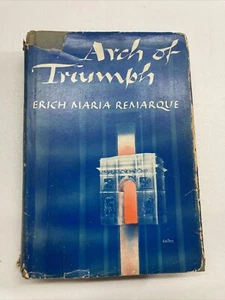 Arch of
Triumph
ERICH MARIA REMARQUE